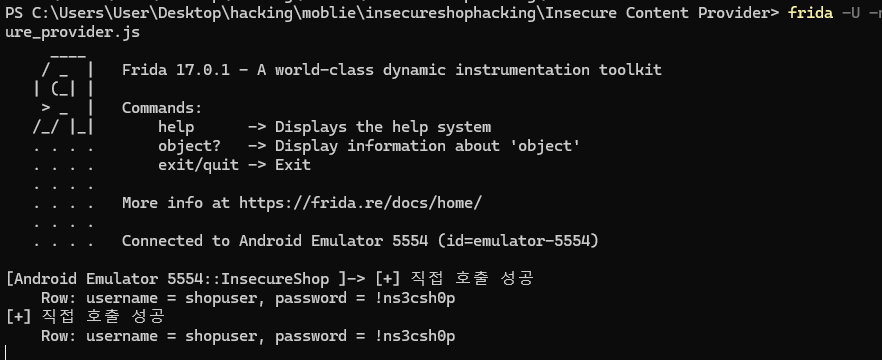 PS C:\Users\User\Desktop\hacking\moblie\insecureshophacking\Insecure Content Provider> frida -U -n
ure_provider.js
     ____
    / _  |   Frida 17.0.1 - A world-class dynamic instrumentation toolkit
   | (_| |
    > _  |   Commands:
   /_/ |_|       help      -> Displays the help system
   . . . .       object?   -> Display information about 'object'
   . . . .       exit/quit -> Exit
   . . . .
   . . . .   More info at https://frida.re/docs/home/
   . . . .
   . . . .   Connected to Android Emulator 5554 (id=emulator-5554)
[Android Emulator 5554::InsecureShop ]-> [+] 직접 호출 성공
    Row: username = shopuser, password = !ns3csh0p
[+] 직접 호출 성공
    Row: username = shopuser, password = !ns3csh0p